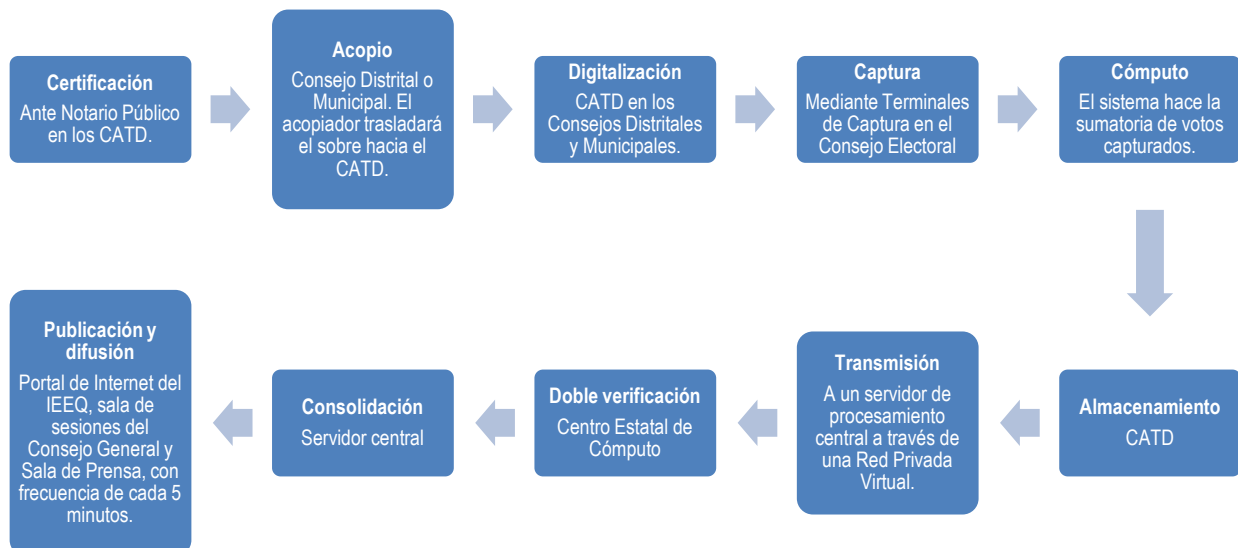 Certificación
Ante Notario Público
en los CATD.
Acopio
Consejo Distrital o
Municipal. El
acopiador trasladará
el sobre hacia el
CATD.
Digitalización
CATD en los
Consejos Distritales
y Municipales.
Captura
Mediante Terminales
de Captura en el
Consejo Electoral
Cómputo
El sistema hace la
sumatoria de votos
capturados.
Almacenamiento
CATD
Transmisión
A un servidor de
procesamiento
central a través de
una Red Privada
Virtual.
Doble verificación
Centro Estatal de
Cómputo
Consolidación
Servidor central
Publicación y
difusión
Portal de Internet del
IEEQ, sala de
sesiones del
Consejo General y
Sala de Prensa, con
frecuencia de cada 5
minutos.